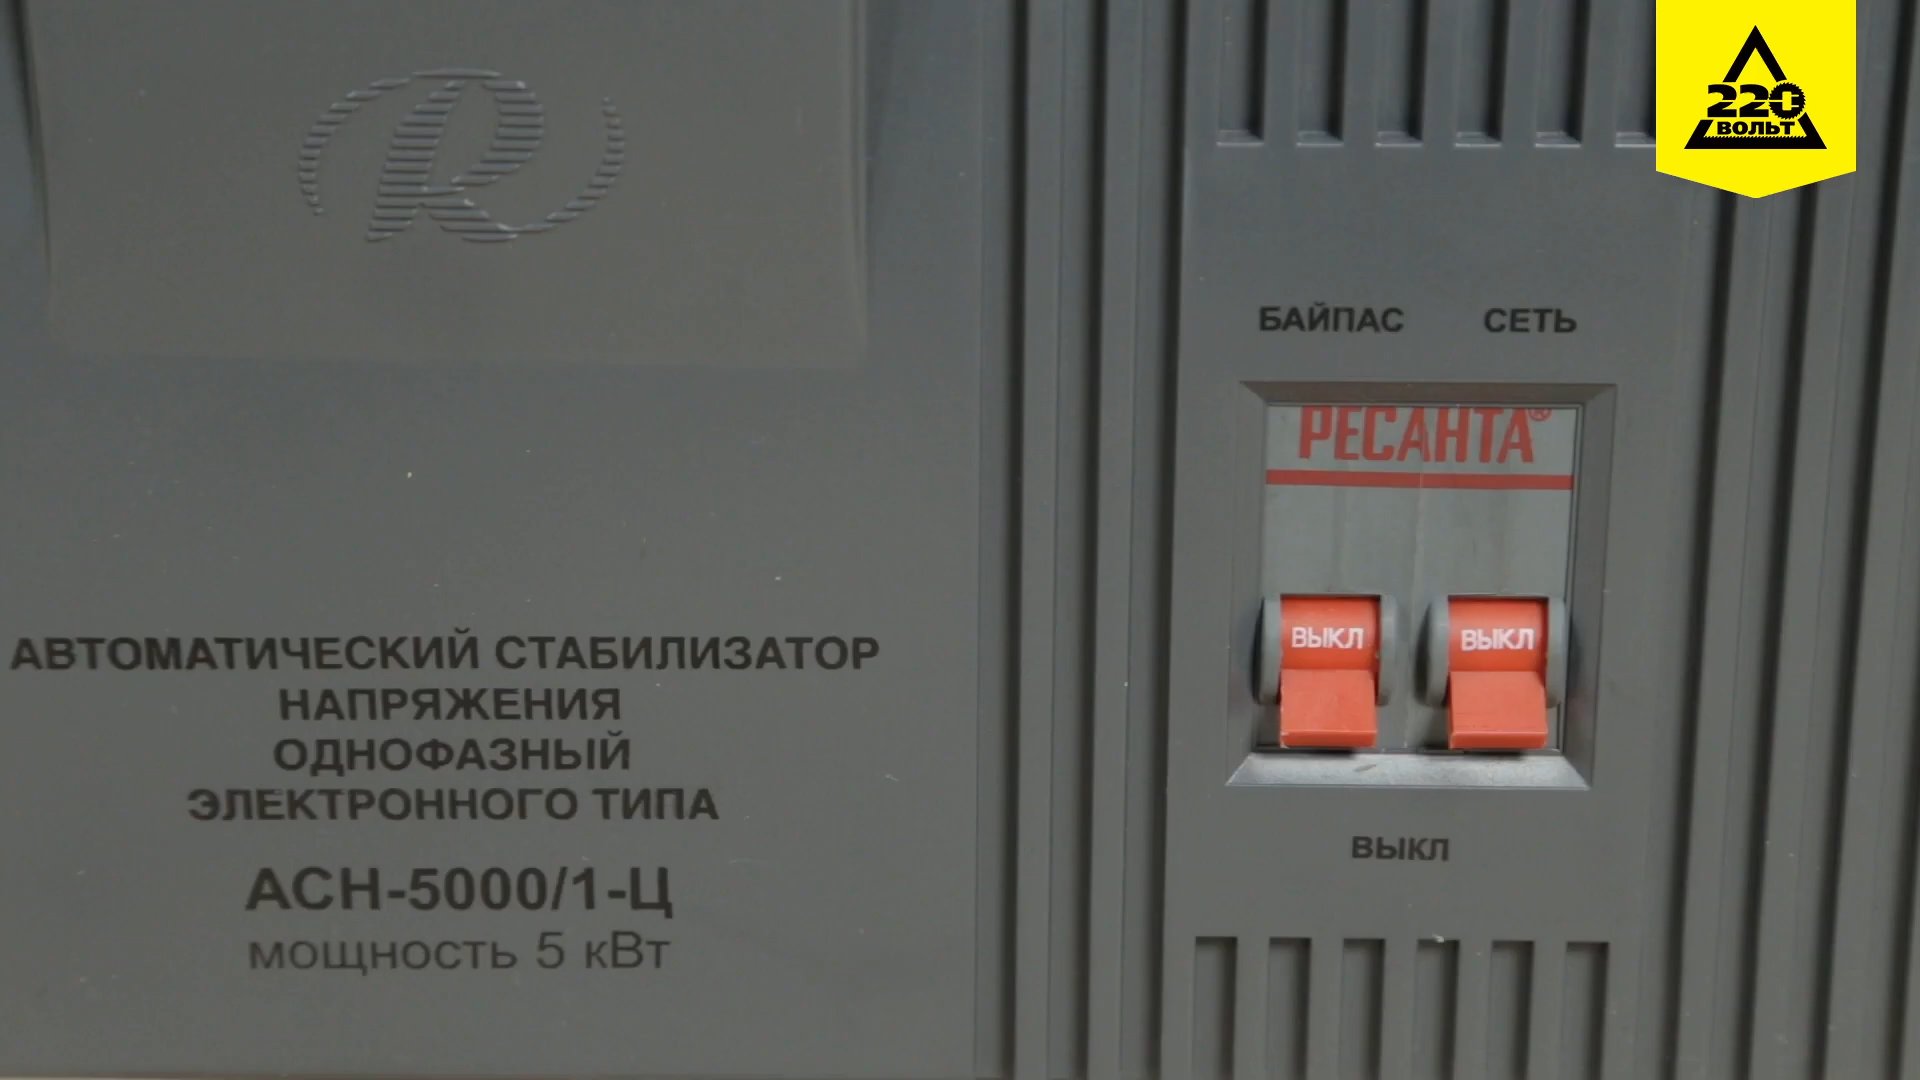 220
ВОЛЬТ
БАЙПАС СЕТЬ
РЕСАНТА®
ВЫКЛ ВЫКЛ
ВЫКЛ
АВТОМАТИЧЕСКИЙ СТАБИЛИЗАТОР
НАПРЯЖЕНИЯ
ОДНОФАЗНЫЙ
ЭЛЕКТРОННОГО ТИПА
АСН-5000/1-Ц
мощность 5 кВт